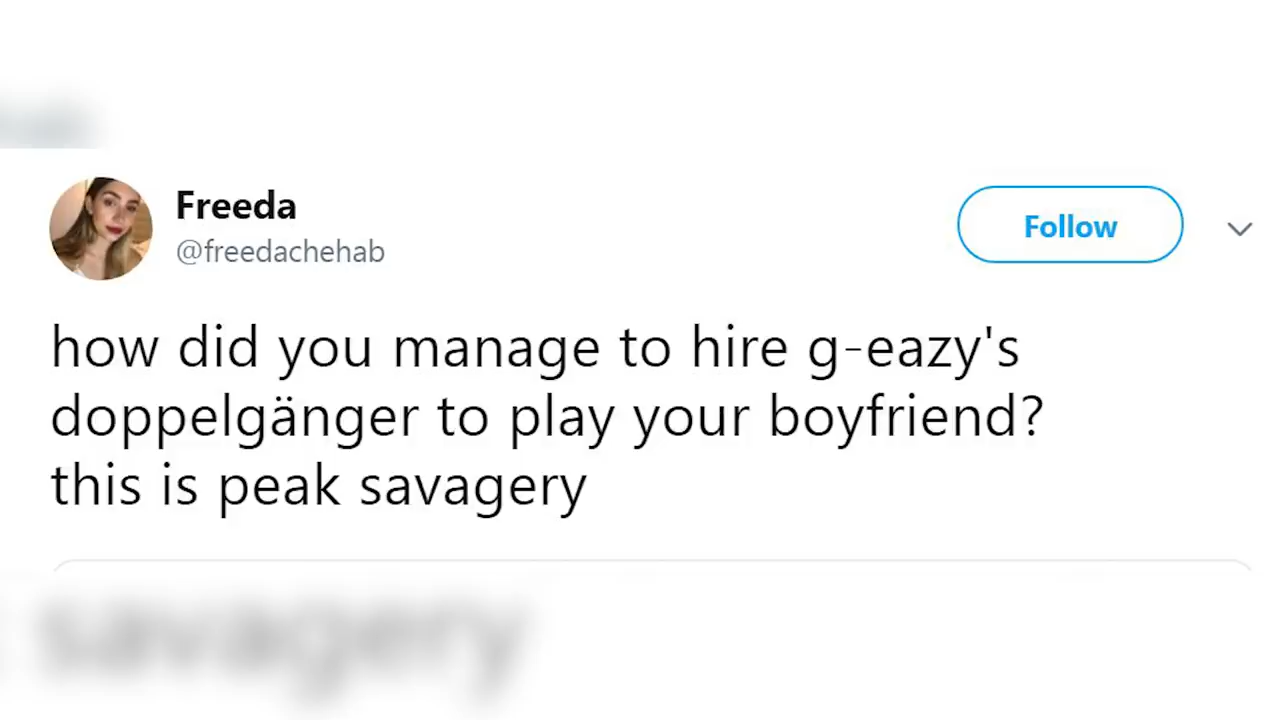 Freeda
@freedachehab
Follow
how did you manage to hire g-eazy's
doppelgänger to play your boyfriend?
this is peak savagery
savagery